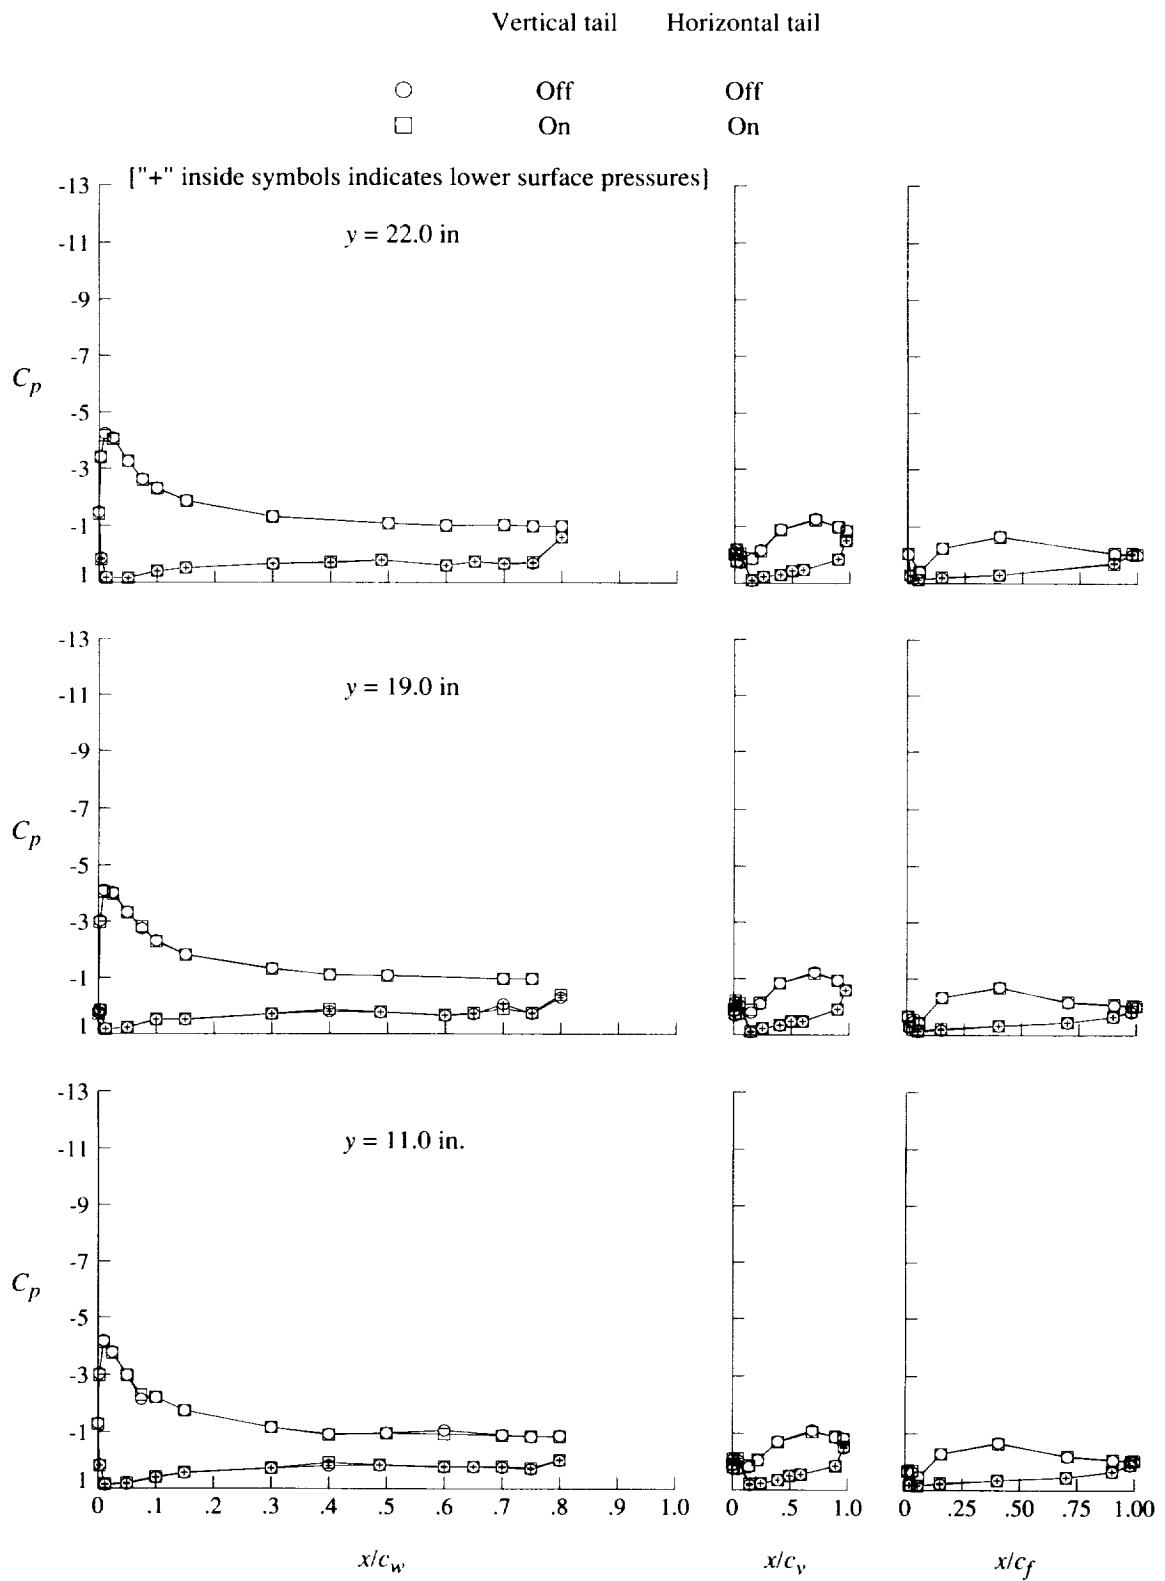 Vertical tail Horizontal tail
Off Off
On On
["+" inside symbols indicates lower surface pressures]
-13
y = 22.0 in
-11
-9
-7
Cp
-5
-3
-1
1
-13
y = 19.0 in
-11
-9
-7
Cp
-5
-3
-1
1
-13
y = 11.0 in.
-11
-9
-7
Cp
-5
-3
-1
1
0 .1 .2 .3 .4 .5 .6 .7 .8 .9 1.0 0 .5 1.0 0 .25 .50 .75 1.00
x/cw x/cv x/cf